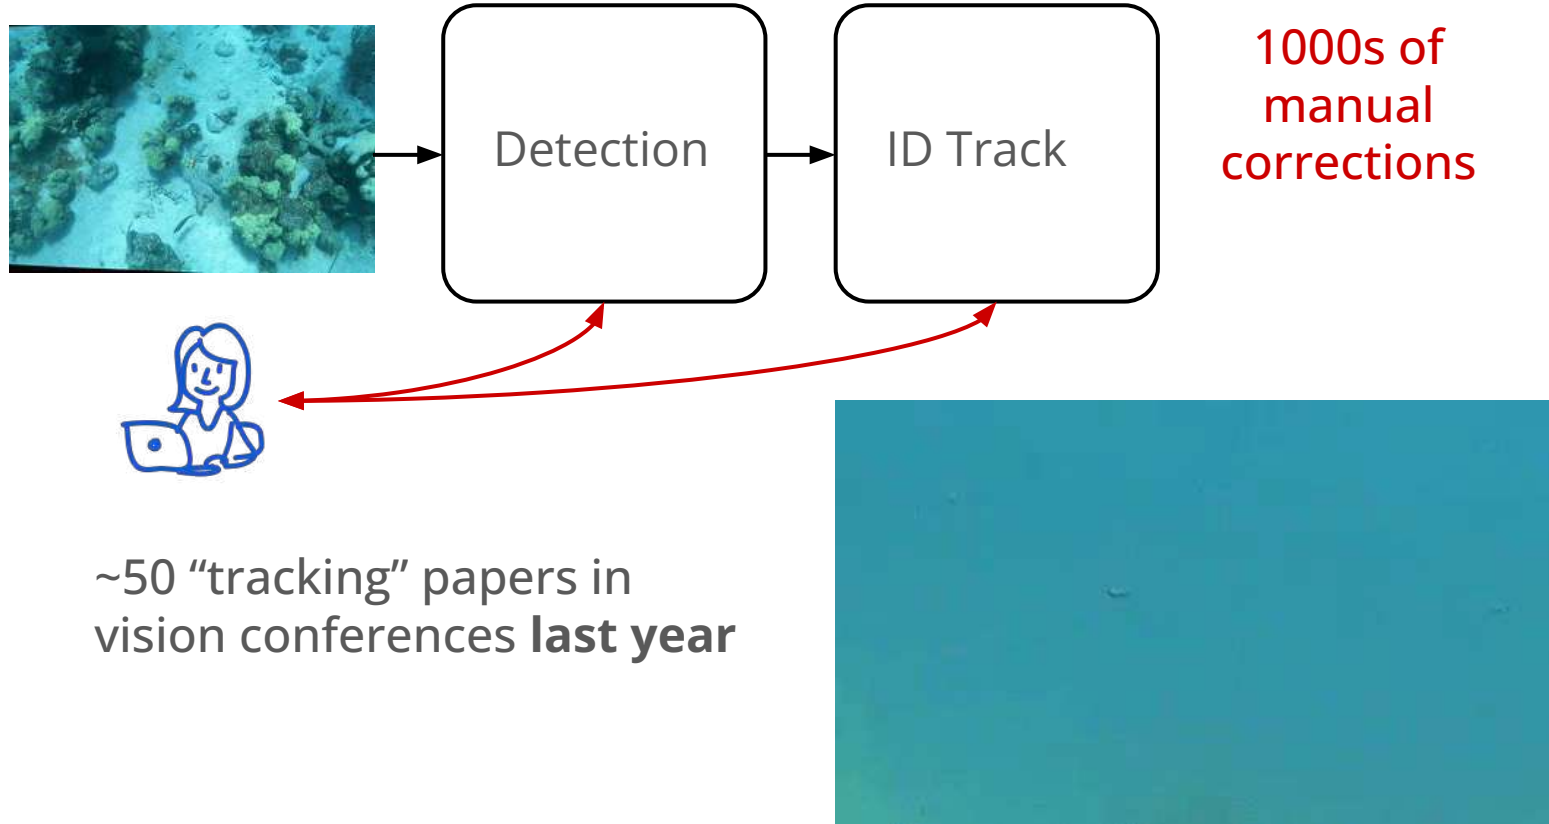 Detection
ID Track
1000s of
manual
corrections
~50 “tracking” papers in
vision conferences last year